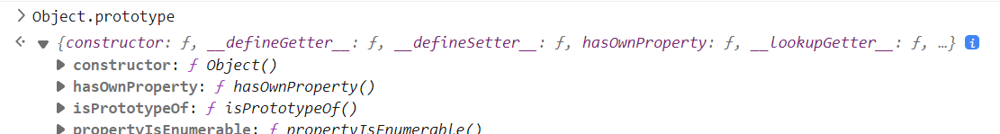 Object.prototype
{constructor: ƒ, __defineGetter__: ƒ, __defineSetter__: ƒ, hasOwnProperty: ƒ, __lookupGetter__: ƒ, …}
constructor: ƒ Object()
hasOwnProperty: ƒ hasOwnProperty()
isPrototypeOf: ƒ isPrototypeOf()
propertyIsEnumerable: ƒ propertyIsEnumerable()